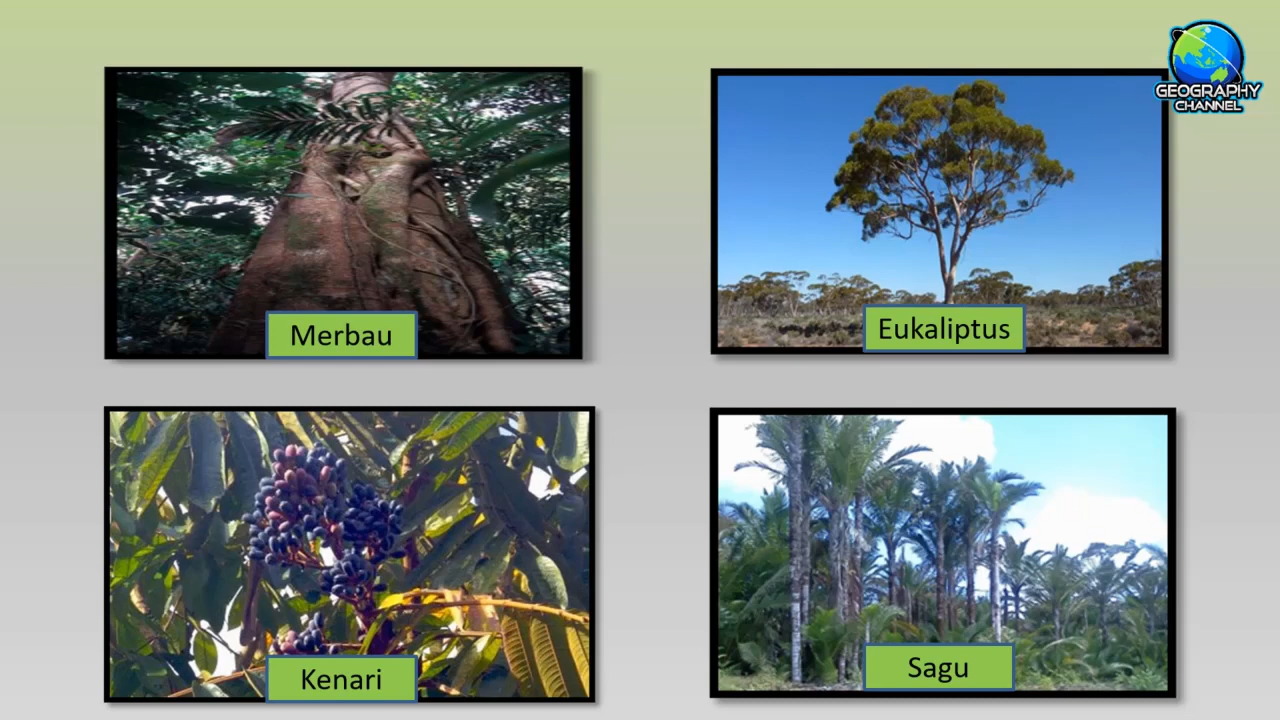 GEOGRAPHY
CHANNEL
Merbau
Eukaliptus
Kenari
Sagu